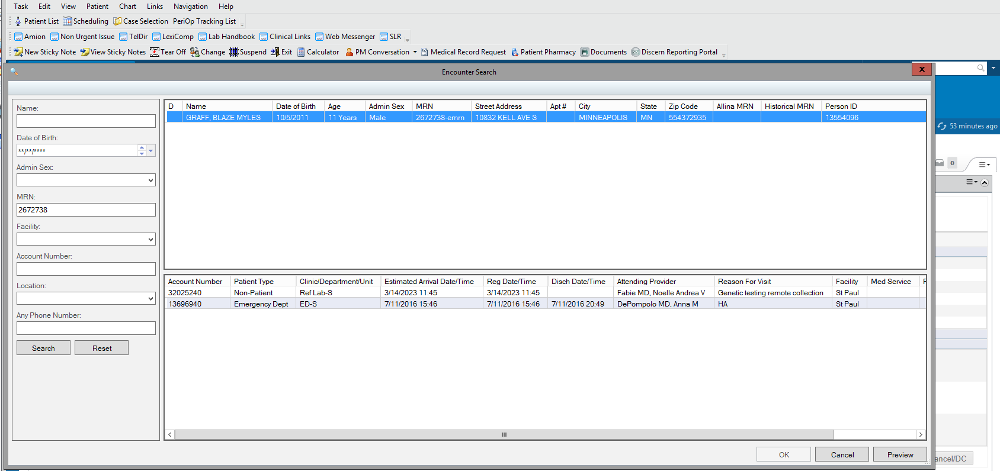 Task Edit View Patient Chart Links Navigation Help
Patient List Scheduling Case Selection PeriOp Tracking List
Amion Non Urgent Issue TelDir LexiComp Lab Handbook Clinical Links Web Messenger SLR
New Sticky Note View Sticky Notes Tear Off Change Suspend Exit Calculator PM Conversation Medical Record Request Patient Pharmacy Documents Discern Reporting Portal
Encounter Search
Name:
Date of Birth:
**/**/****
Admin Sex:
MRN:
2672738
Facility:
Account Number:
Location:
Any Phone Number:
Search Reset
D Name Date of Birth Age Admin Sex MRN Street Address Apt # City State Zip Code Allina MRN Historical MRN Person ID
GRAFF, BLAZE MYLES 10/5/2011 11 Years Male 2672738-emrn 10832 KELL AVE S MINNEAPOLIS MN 554372935 13554096
53 minutes ago
0
Account Number Patient Type Clinic/Department/Unit Estimated Arrival Date/Time Reg Date/Time Disch Date/Time Attending Provider Reason For Visit Facility Med Service
32025240 Non-Patient Ref Lab-S 3/14/2023 11:45 3/14/2023 11:45 Fabie MD, Noelle Andrea V Genetic testing remote collection St Paul
13696940 Emergency Dept ED-S 7/11/2016 15:46 7/11/2016 15:46 7/11/2016 20:49 DePompolo MD, Anna M HA St Paul
OK Cancel Preview
ancel/DC